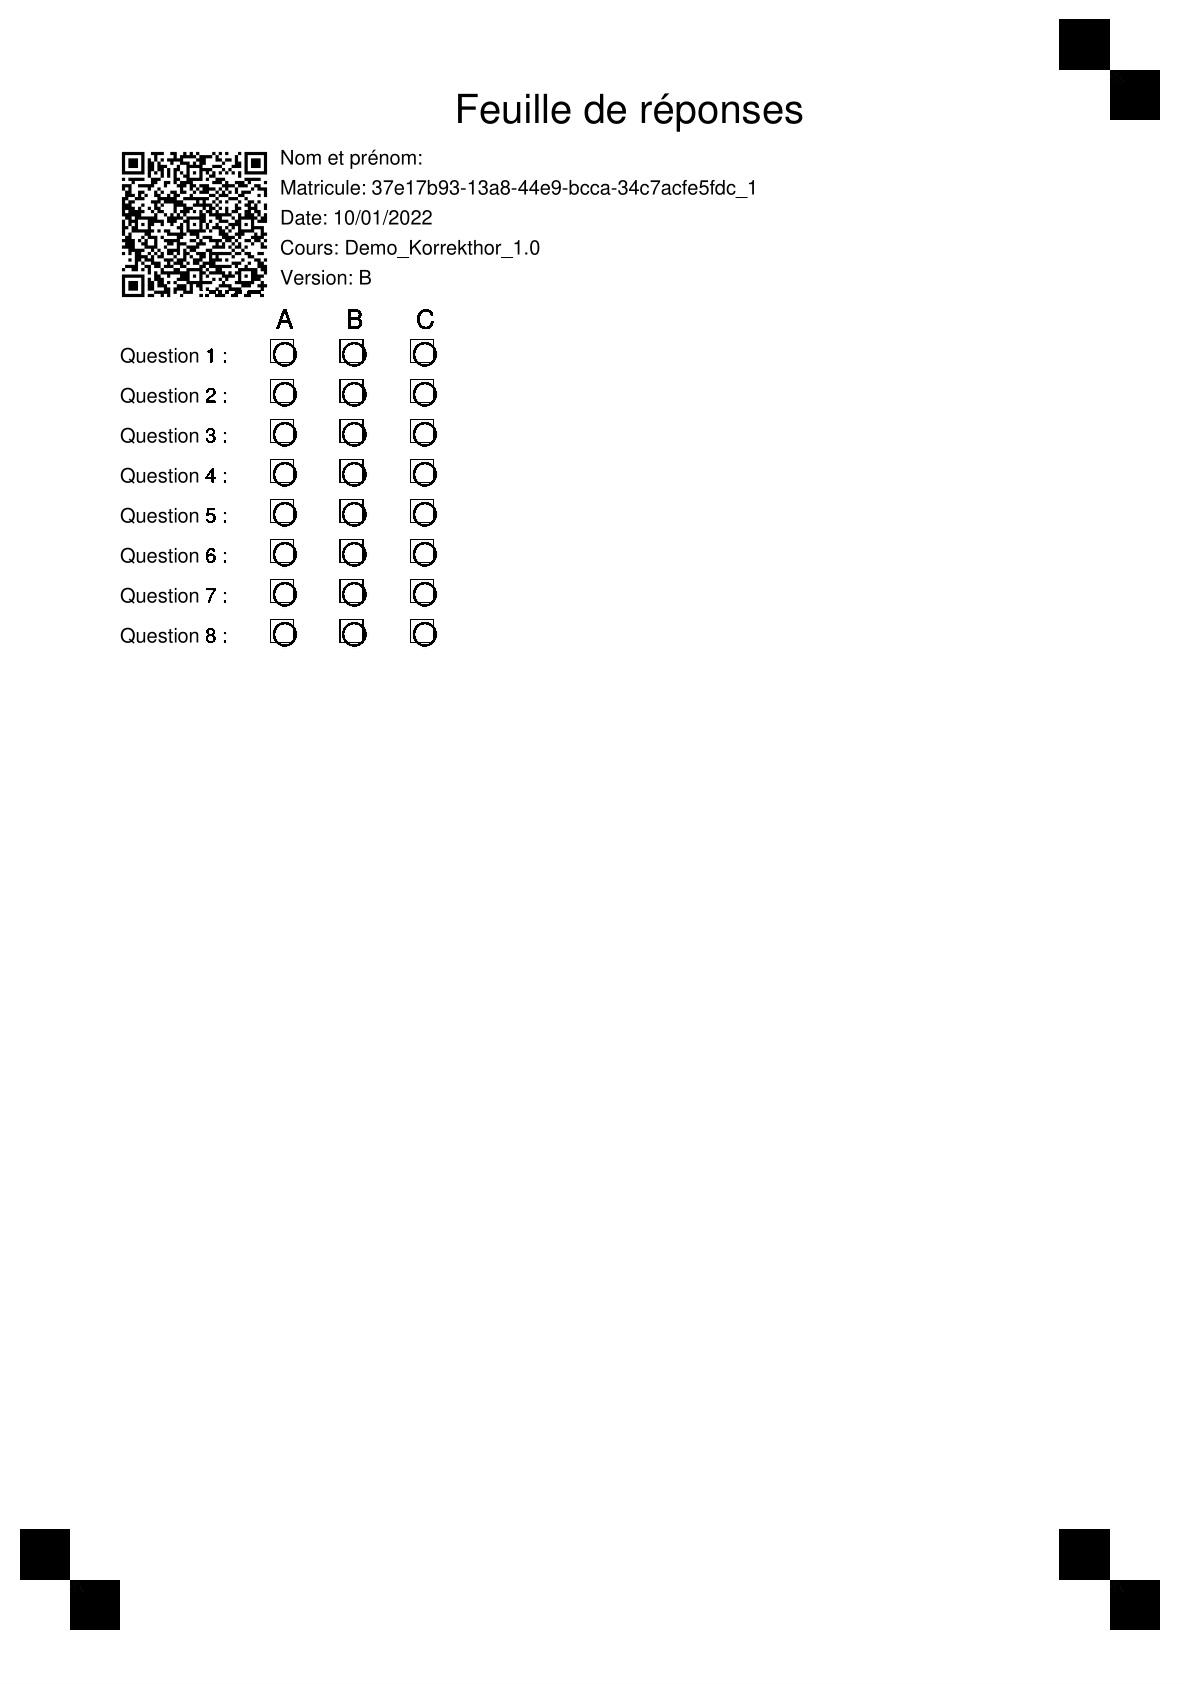 Feuille de réponses
Nom et prénom:
Matricule: 37e17b93-13a8-44e9-bcca-34c7acfe5fdc_1
Date: 10/01/2022
Cours: Demo_Korrekthor_1.0
Version: B
A B C
Question 1 :
Question 2 :
Question 3 :
Question 4 :
Question 5 :
Question 6 :
Question 7 :
Question 8 :